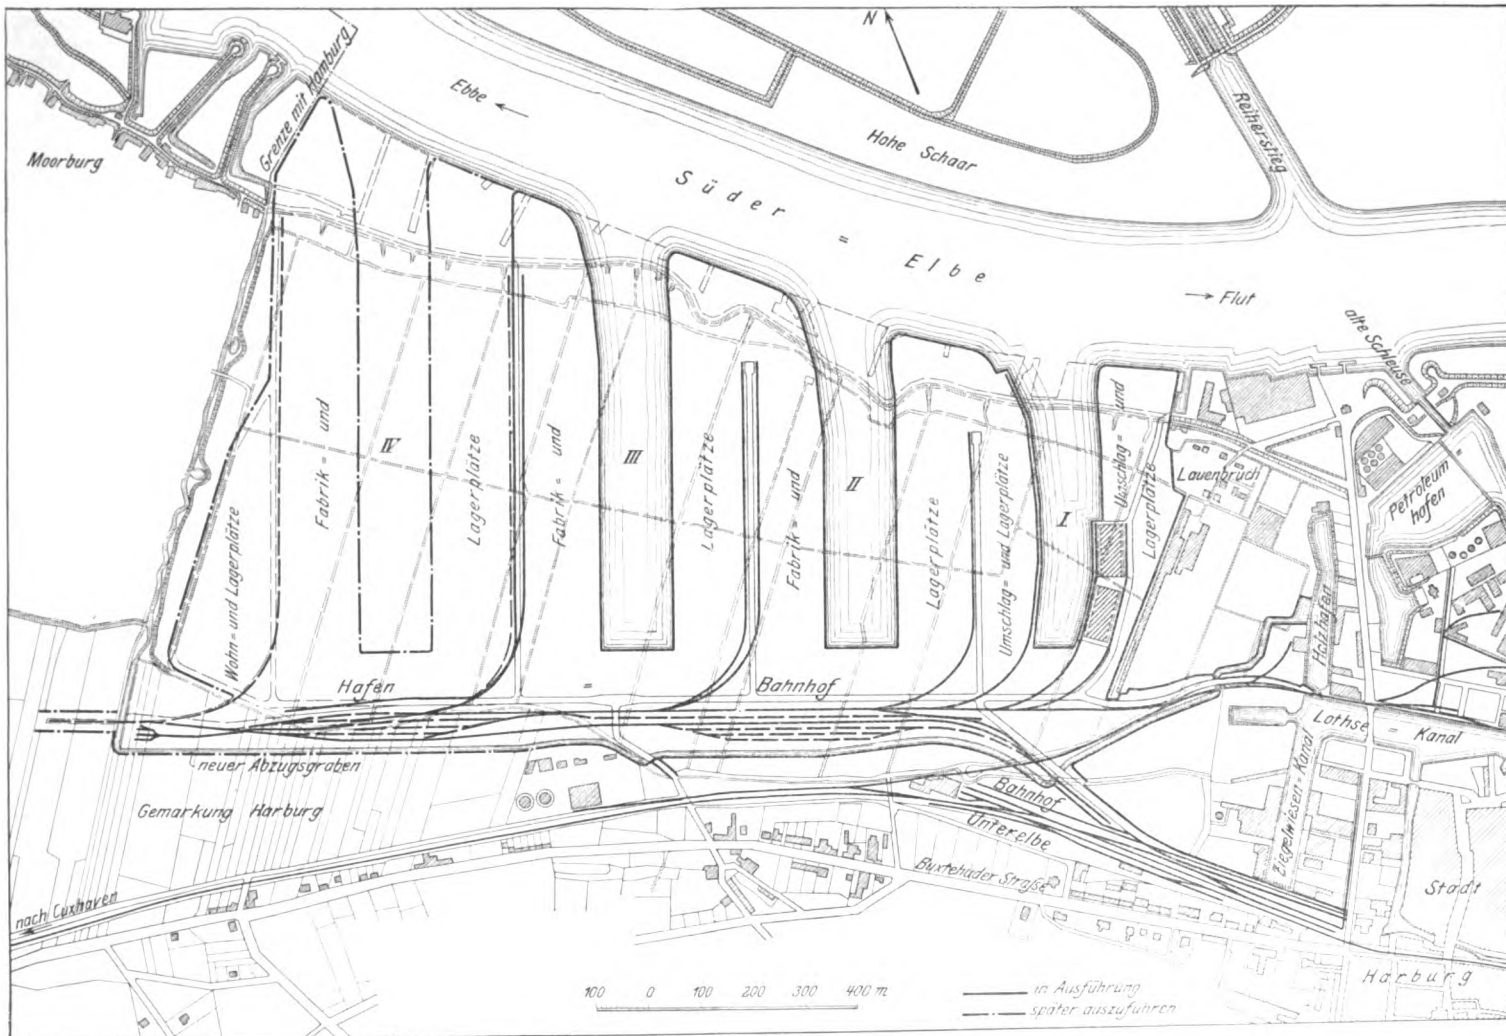 N
Grenze mit Hamburg
Ebbe
Moorburg
Hohe Schaar
Reiherstieg
Süder = Elbe
Flut
alte Schleuse
Wohn= und Lagerplätze
Fabrik= und
IV
Lagerplätze
Fabrik= und
III
Lagerplätze
Fabrik= und
II
Lagerplätze
Umschlag= und Lagerplätze
I
Umschlag= und
Lagerplätze
Lauenbruch
Petroleum=
hafen
Holzhafen
Hafen = Bahnhof
Lothse = Kanal
Ziegelwiesen=Kanal
neuer Abzugsgraben
Gemarkung Harburg
Bahnhof
Unterelbe
Buxtehuder Straße
Stadt
Harburg
nach Cuxhaven
100 0 100 200 300 400 m
in Ausführung
später auszuführen